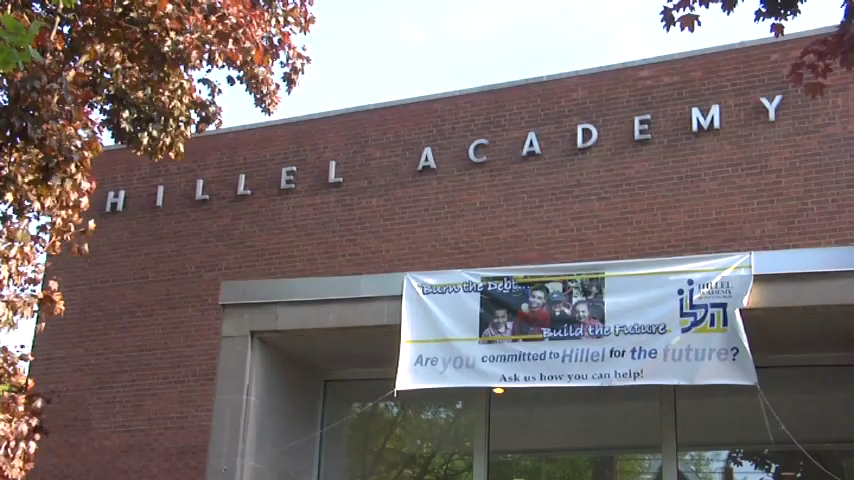 HILLEL ACADEMY
Burn the Debt...
Build the Future
HILLEL
ACADEMY
הלל
Are you committed to Hillel for the future?
Ask us how you can help!